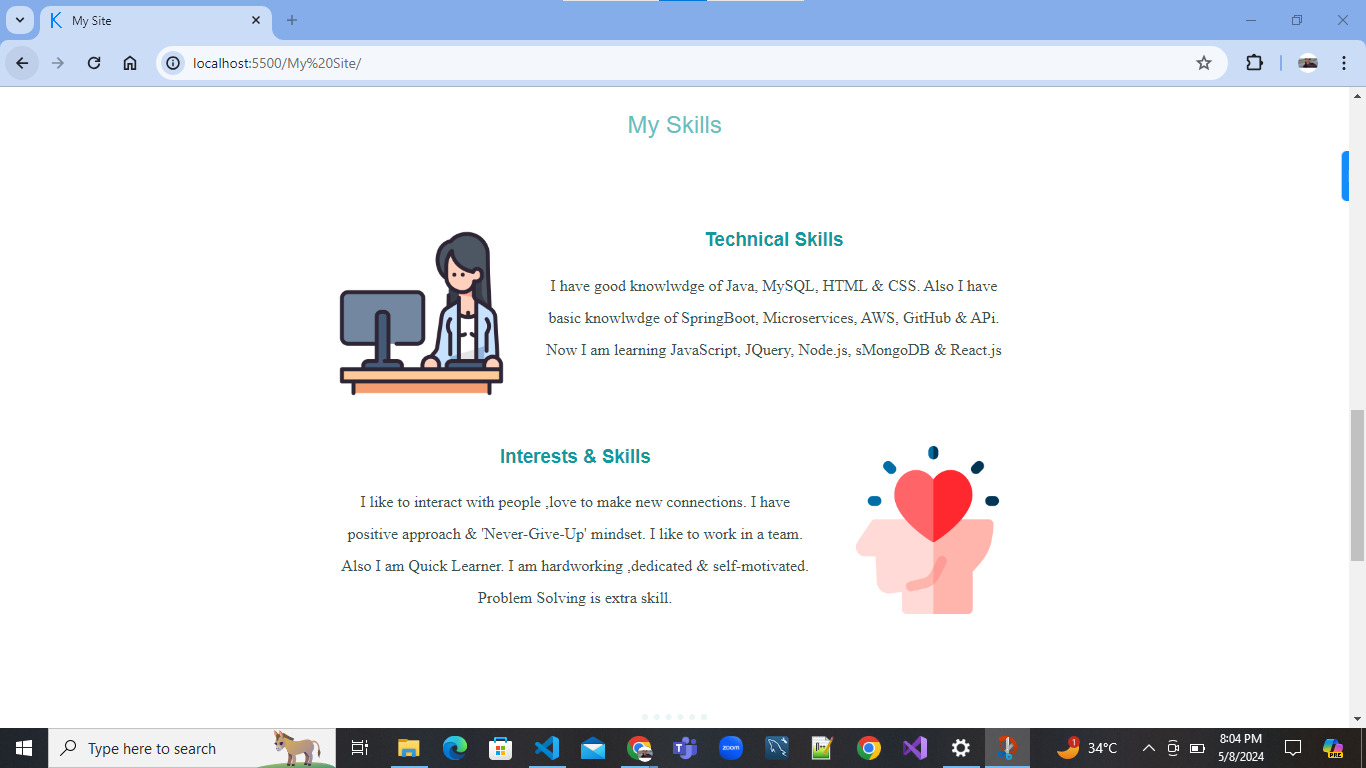 My Site
localhost:5500/My%20Site/
My Skills
Technical Skills
I have good knowlwdge of Java, MySQL, HTML & CSS. Also I have
basic knowlwdge of SpringBoot, Microservices, AWS, GitHub & APi.
Now I am learning JavaScript, JQuery, Node.js, sMongoDB & React.js
Interests & Skills
I like to interact with people ,love to make new connections. I have
positive approach & 'Never-Give-Up' mindset. I like to work in a team.
Also I am Quick Learner. I am hardworking ,dedicated & self-motivated.
Problem Solving is extra skill.
Type here to search
zoom
1
34°C
8:04 PM
5/8/2024
PRE